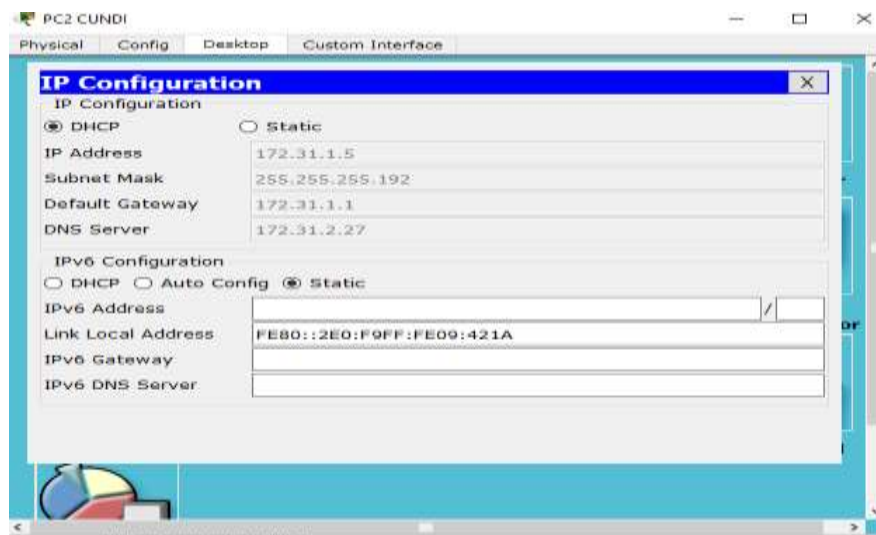 PC2 CUNDI
Physical Config Desktop Custom Interface
IP Configuration X
IP Configuration
DHCP Static
IP Address 172.31.1.5
Subnet Mask 255.255.255.192
Default Gateway 172.31.1.1
DNS Server 172.31.2.27
IPv6 Configuration
DHCP Auto Config Static
IPv6 Address /
Link Local Address FE80::2E0:F9FF:FE09:421A
IPv6 Gateway
IPv6 DNS Server
or